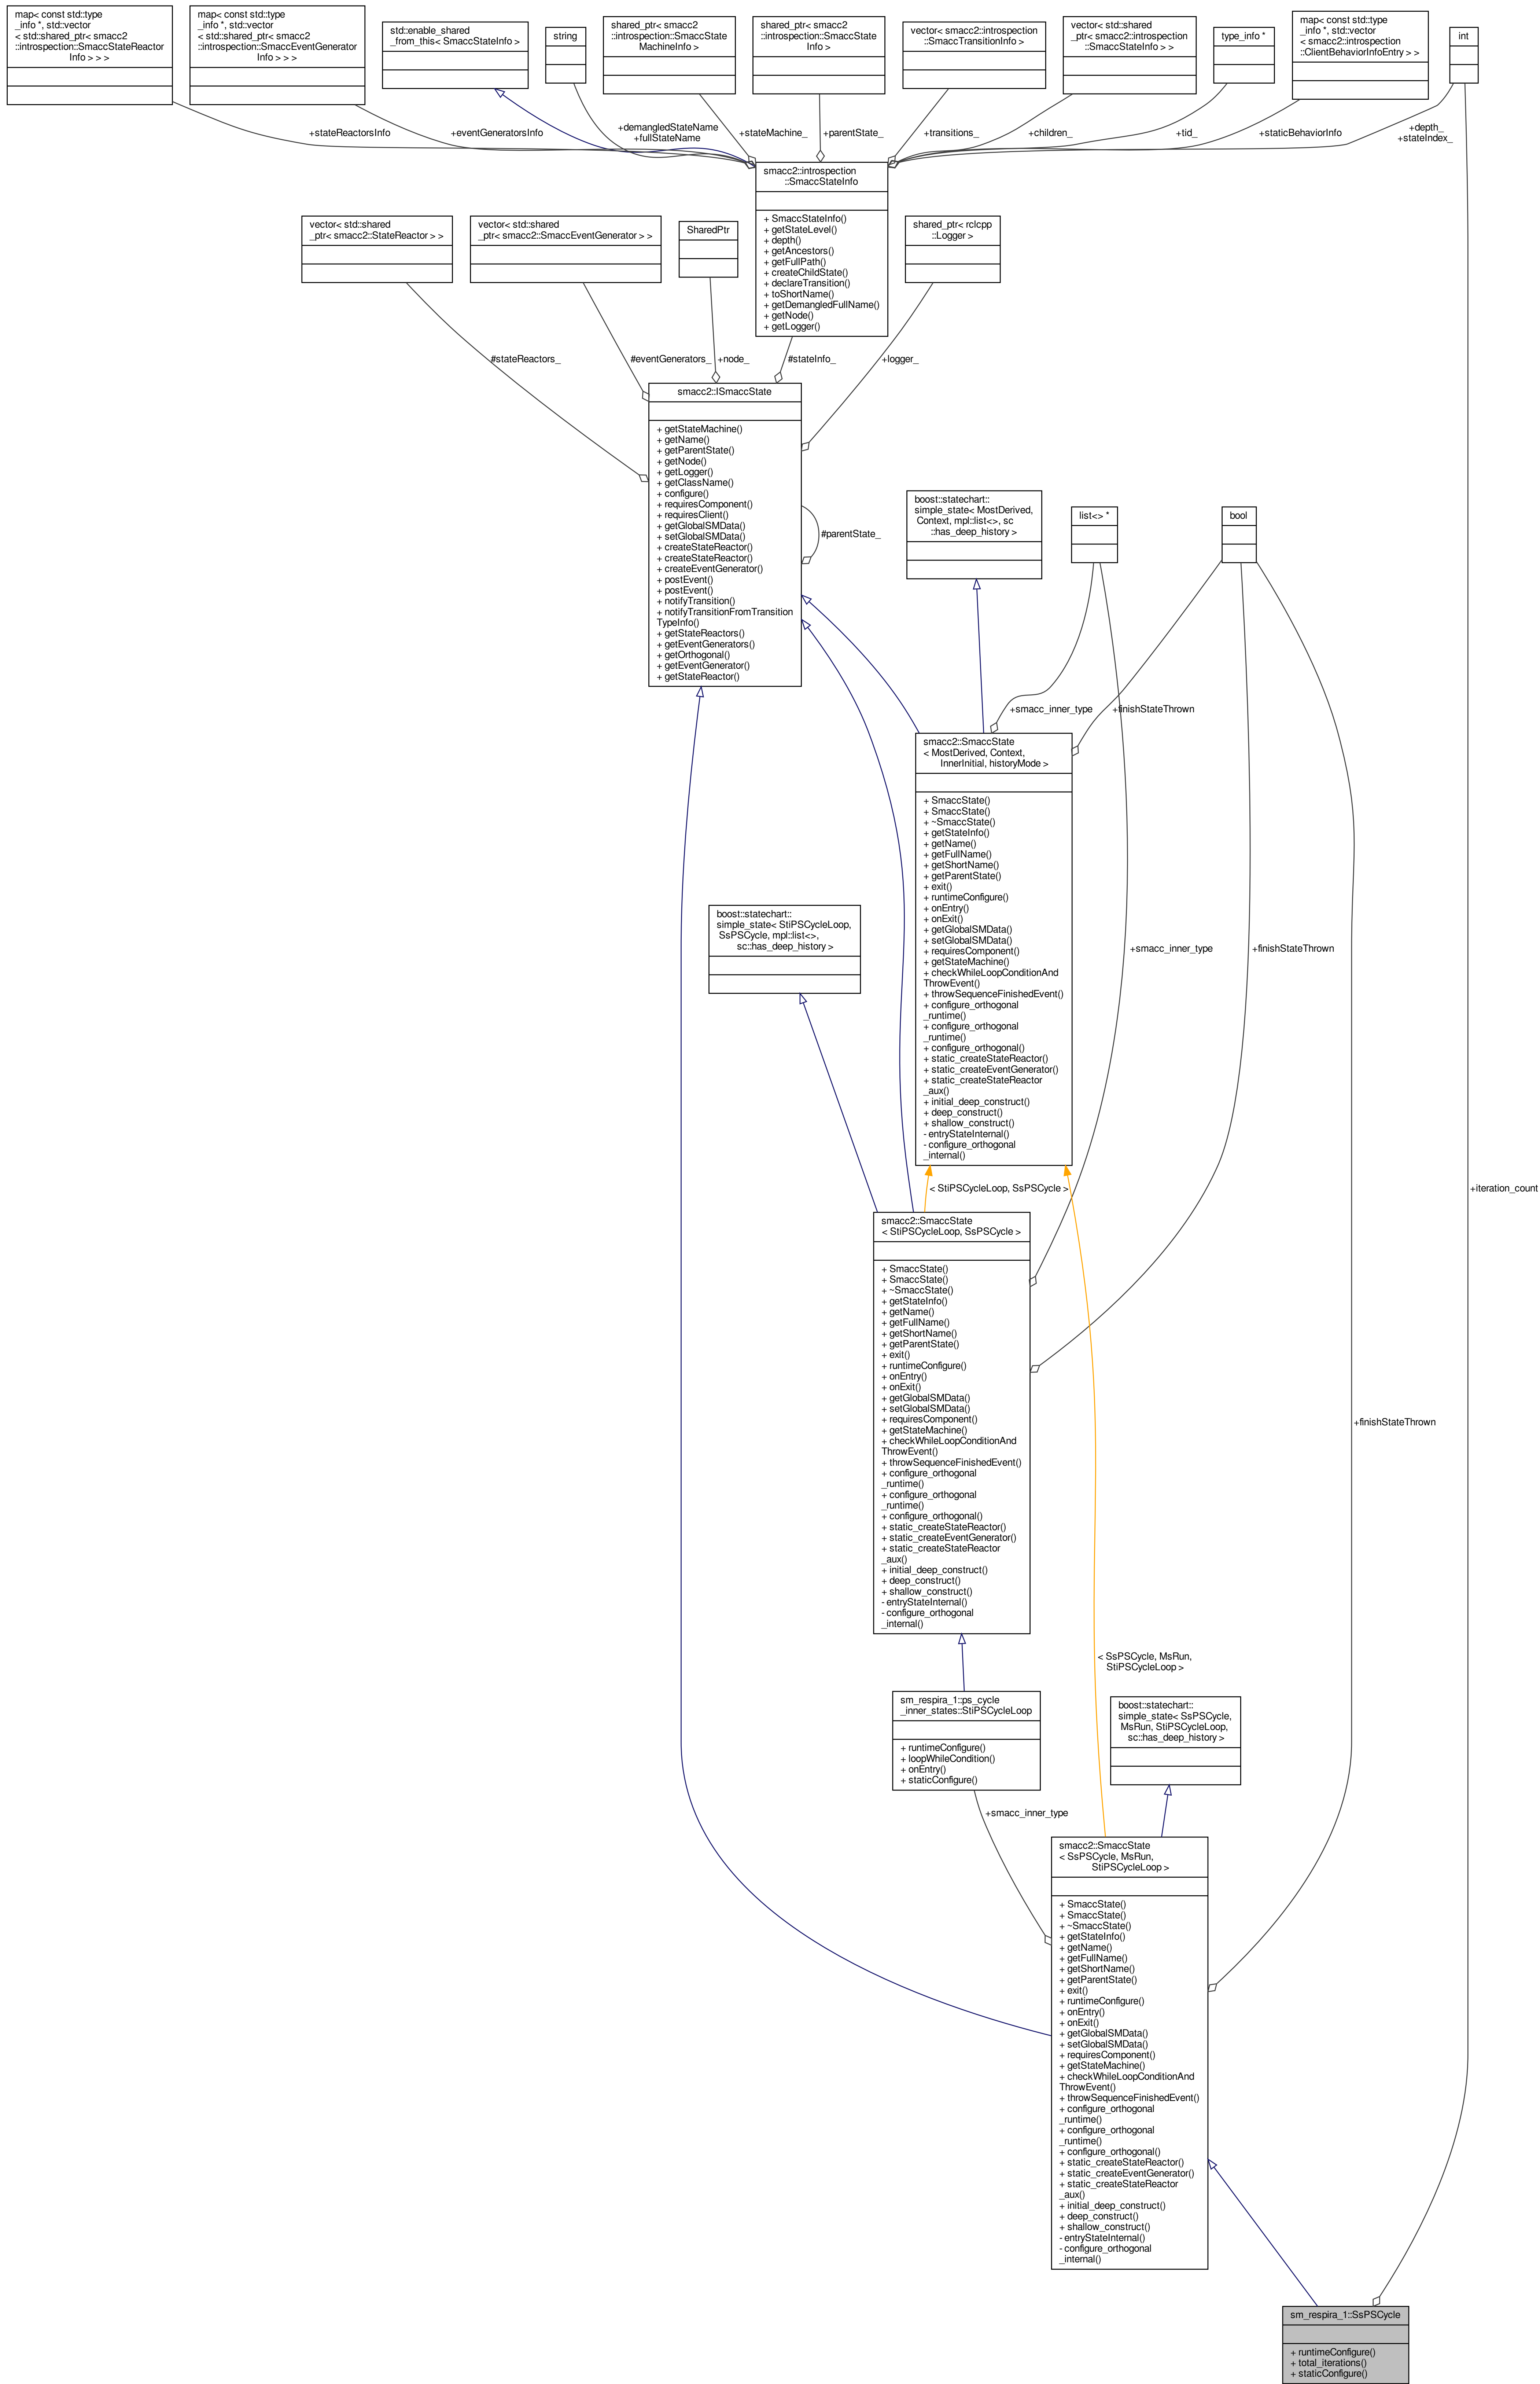 map< const std::type
_info *, std::vector
< std::shared_ptr< smacc2
::introspection::SmaccStateReactor
Info > > >
map< const std::type
_info *, std::vector
< std::shared_ptr< smacc2
::introspection::SmaccEventGenerator
Info > > >
std::enable_shared
_from_this< SmaccStateInfo >
string
shared_ptr< smacc2
::introspection::SmaccState
MachineInfo >
shared_ptr< smacc2
::introspection::SmaccState
Info >
vector< smacc2::introspection
::SmaccTransitionInfo >
vector< std::shared
_ptr< smacc2::introspection
::SmaccStateInfo > >
type_info *
map< const std::type
_info *, std::vector
< smacc2::introspection
::ClientBehaviorInfoEntry > >
int
+stateReactorsInfo
+eventGeneratorsInfo
+demangledStateName
+fullStateName
+stateMachine_
+parentState_
+transitions_
+children_
+tid_
+staticBehaviorInfo
+depth_
+stateIndex_
smacc2::introspection
::SmaccStateInfo
+ SmaccStateInfo()
+ getStateLevel()
+ depth()
+ getAncestors()
+ getFullPath()
+ createChildState()
+ declareTransition()
+ toShortName()
+ getDemangledFullName()
+ getNode()
+ getLogger()
vector< std::shared
_ptr< smacc2::StateReactor > >
vector< std::shared
_ptr< smacc2::SmaccEventGenerator > >
SharedPtr
shared_ptr< rclcpp
::Logger >
#stateReactors_
#eventGenerators_
+node_
#stateInfo_
+logger_
smacc2::ISmaccState
+ getStateMachine()
+ getName()
+ getParentState()
+ getNode()
+ getLogger()
+ getClassName()
+ configure()
+ requiresComponent()
+ requiresClient()
+ getGlobalSMData()
+ setGlobalSMData()
+ createStateReactor()
+ createStateReactor()
+ createEventGenerator()
+ postEvent()
+ postEvent()
+ notifyTransition()
+ notifyTransitionFromTransition
TypeInfo()
+ getStateReactors()
+ getEventGenerators()
+ getOrthogonal()
+ getEventGenerator()
+ getStateReactor()
#parentState_
boost::statechart::
simple_state< MostDerived,
Context, mpl::list<>, sc
::has_deep_history >
list<> *
bool
+smacc_inner_type
+finishStateThrown
smacc2::SmaccState
< MostDerived, Context,
InnerInitial, historyMode >
+ SmaccState()
+ SmaccState()
+ ~SmaccState()
+ getStateInfo()
+ getName()
+ getFullName()
+ getShortName()
+ getParentState()
+ exit()
+ runtimeConfigure()
+ onEntry()
+ onExit()
+ getGlobalSMData()
+ setGlobalSMData()
+ requiresComponent()
+ getStateMachine()
+ checkWhileLoopConditionAnd
ThrowEvent()
+ throwSequenceFinishedEvent()
+ configure_orthogonal
_runtime()
+ configure_orthogonal
_runtime()
+ configure_orthogonal()
+ static_createStateReactor()
+ static_createEventGenerator()
+ static_createStateReactor
_aux()
+ initial_deep_construct()
+ deep_construct()
+ shallow_construct()
- entryStateInternal()
- configure_orthogonal
_internal()
boost::statechart::
simple_state< StiPSCycleLoop,
SsPSCycle, mpl::list<>,
sc::has_deep_history >
+smacc_inner_type
+finishStateThrown
< StiPSCycleLoop, SsPSCycle >
+iteration_count
smacc2::SmaccState
< StiPSCycleLoop, SsPSCycle >
+ SmaccState()
+ SmaccState()
+ ~SmaccState()
+ getStateInfo()
+ getName()
+ getFullName()
+ getShortName()
+ getParentState()
+ exit()
+ runtimeConfigure()
+ onEntry()
+ onExit()
+ getGlobalSMData()
+ setGlobalSMData()
+ requiresComponent()
+ getStateMachine()
+ checkWhileLoopConditionAnd
ThrowEvent()
+ throwSequenceFinishedEvent()
+ configure_orthogonal
_runtime()
+ configure_orthogonal
_runtime()
+ configure_orthogonal()
+ static_createStateReactor()
+ static_createEventGenerator()
+ static_createStateReactor
_aux()
+ initial_deep_construct()
+ deep_construct()
+ shallow_construct()
- entryStateInternal()
- configure_orthogonal
_internal()
+finishStateThrown
< SsPSCycle, MsRun,
StiPSCycleLoop >
sm_respira_1::ps_cycle
_inner_states::StiPSCycleLoop
+ runtimeConfigure()
+ loopWhileCondition()
+ onEntry()
+ staticConfigure()
boost::statechart::
simple_state< SsPSCycle,
MsRun, StiPSCycleLoop,
sc::has_deep_history >
+smacc_inner_type
smacc2::SmaccState
< SsPSCycle, MsRun,
StiPSCycleLoop >
+ SmaccState()
+ SmaccState()
+ ~SmaccState()
+ getStateInfo()
+ getName()
+ getFullName()
+ getShortName()
+ getParentState()
+ exit()
+ runtimeConfigure()
+ onEntry()
+ onExit()
+ getGlobalSMData()
+ setGlobalSMData()
+ requiresComponent()
+ getStateMachine()
+ checkWhileLoopConditionAnd
ThrowEvent()
+ throwSequenceFinishedEvent()
+ configure_orthogonal
_runtime()
+ configure_orthogonal
_runtime()
+ configure_orthogonal()
+ static_createStateReactor()
+ static_createEventGenerator()
+ static_createStateReactor
_aux()
+ initial_deep_construct()
+ deep_construct()
+ shallow_construct()
- entryStateInternal()
- configure_orthogonal
_internal()
sm_respira_1::SsPSCycle
+ runtimeConfigure()
+ total_iterations()
+ staticConfigure()